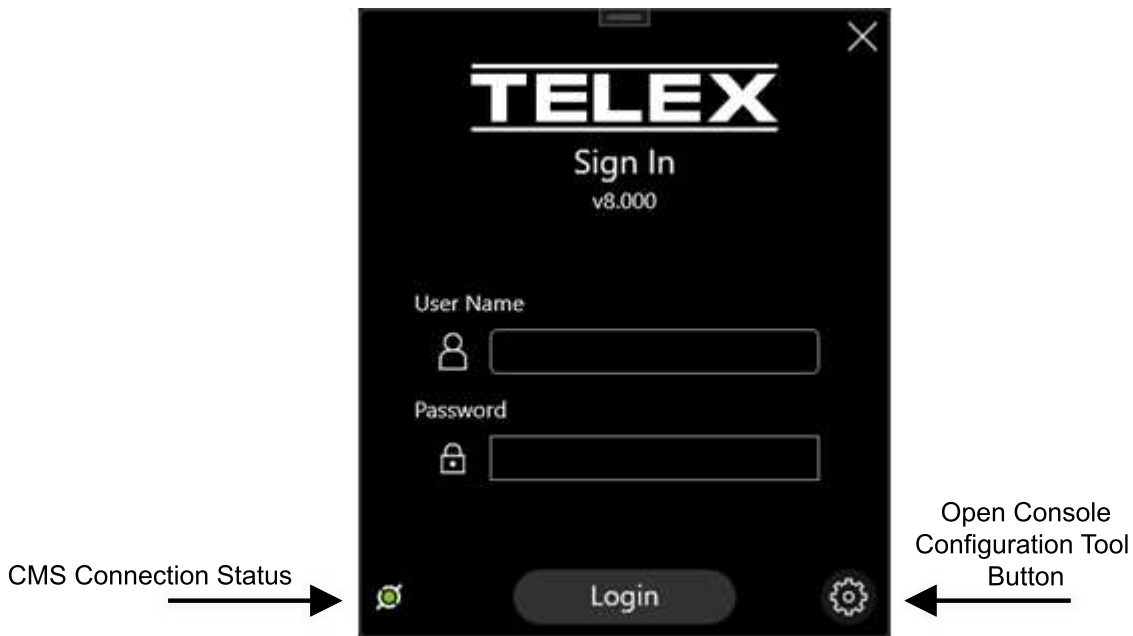 TELEX
Sign In
v8.000
User Name
Password
Login
CMS Connection Status
Open Console
Configuration Tool
Button